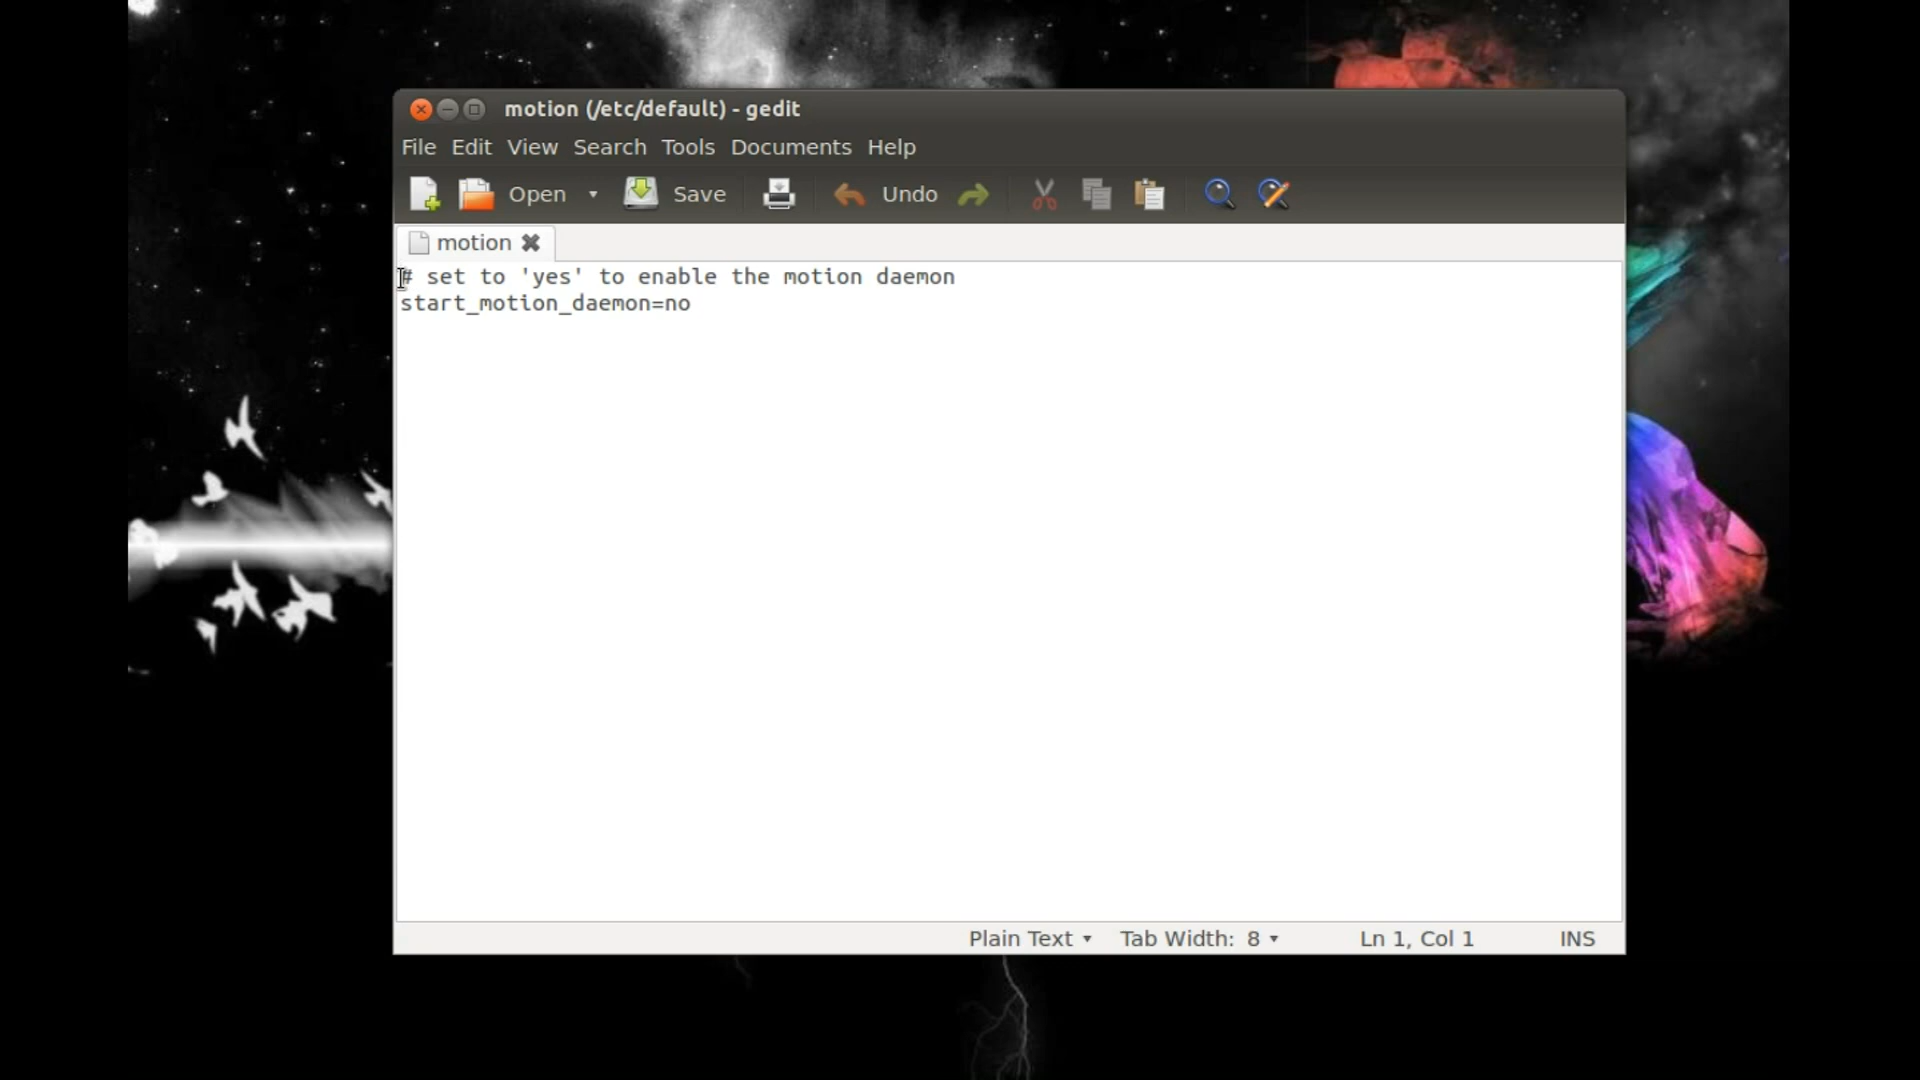 motion (/etc/default) - gedit
File Edit View Search Tools Documents Help
Open Save Undo
motion
# set to 'yes' to enable the motion daemon
start_motion_daemon=no
Plain Text Tab Width: 8 Ln 1, Col 1 INS